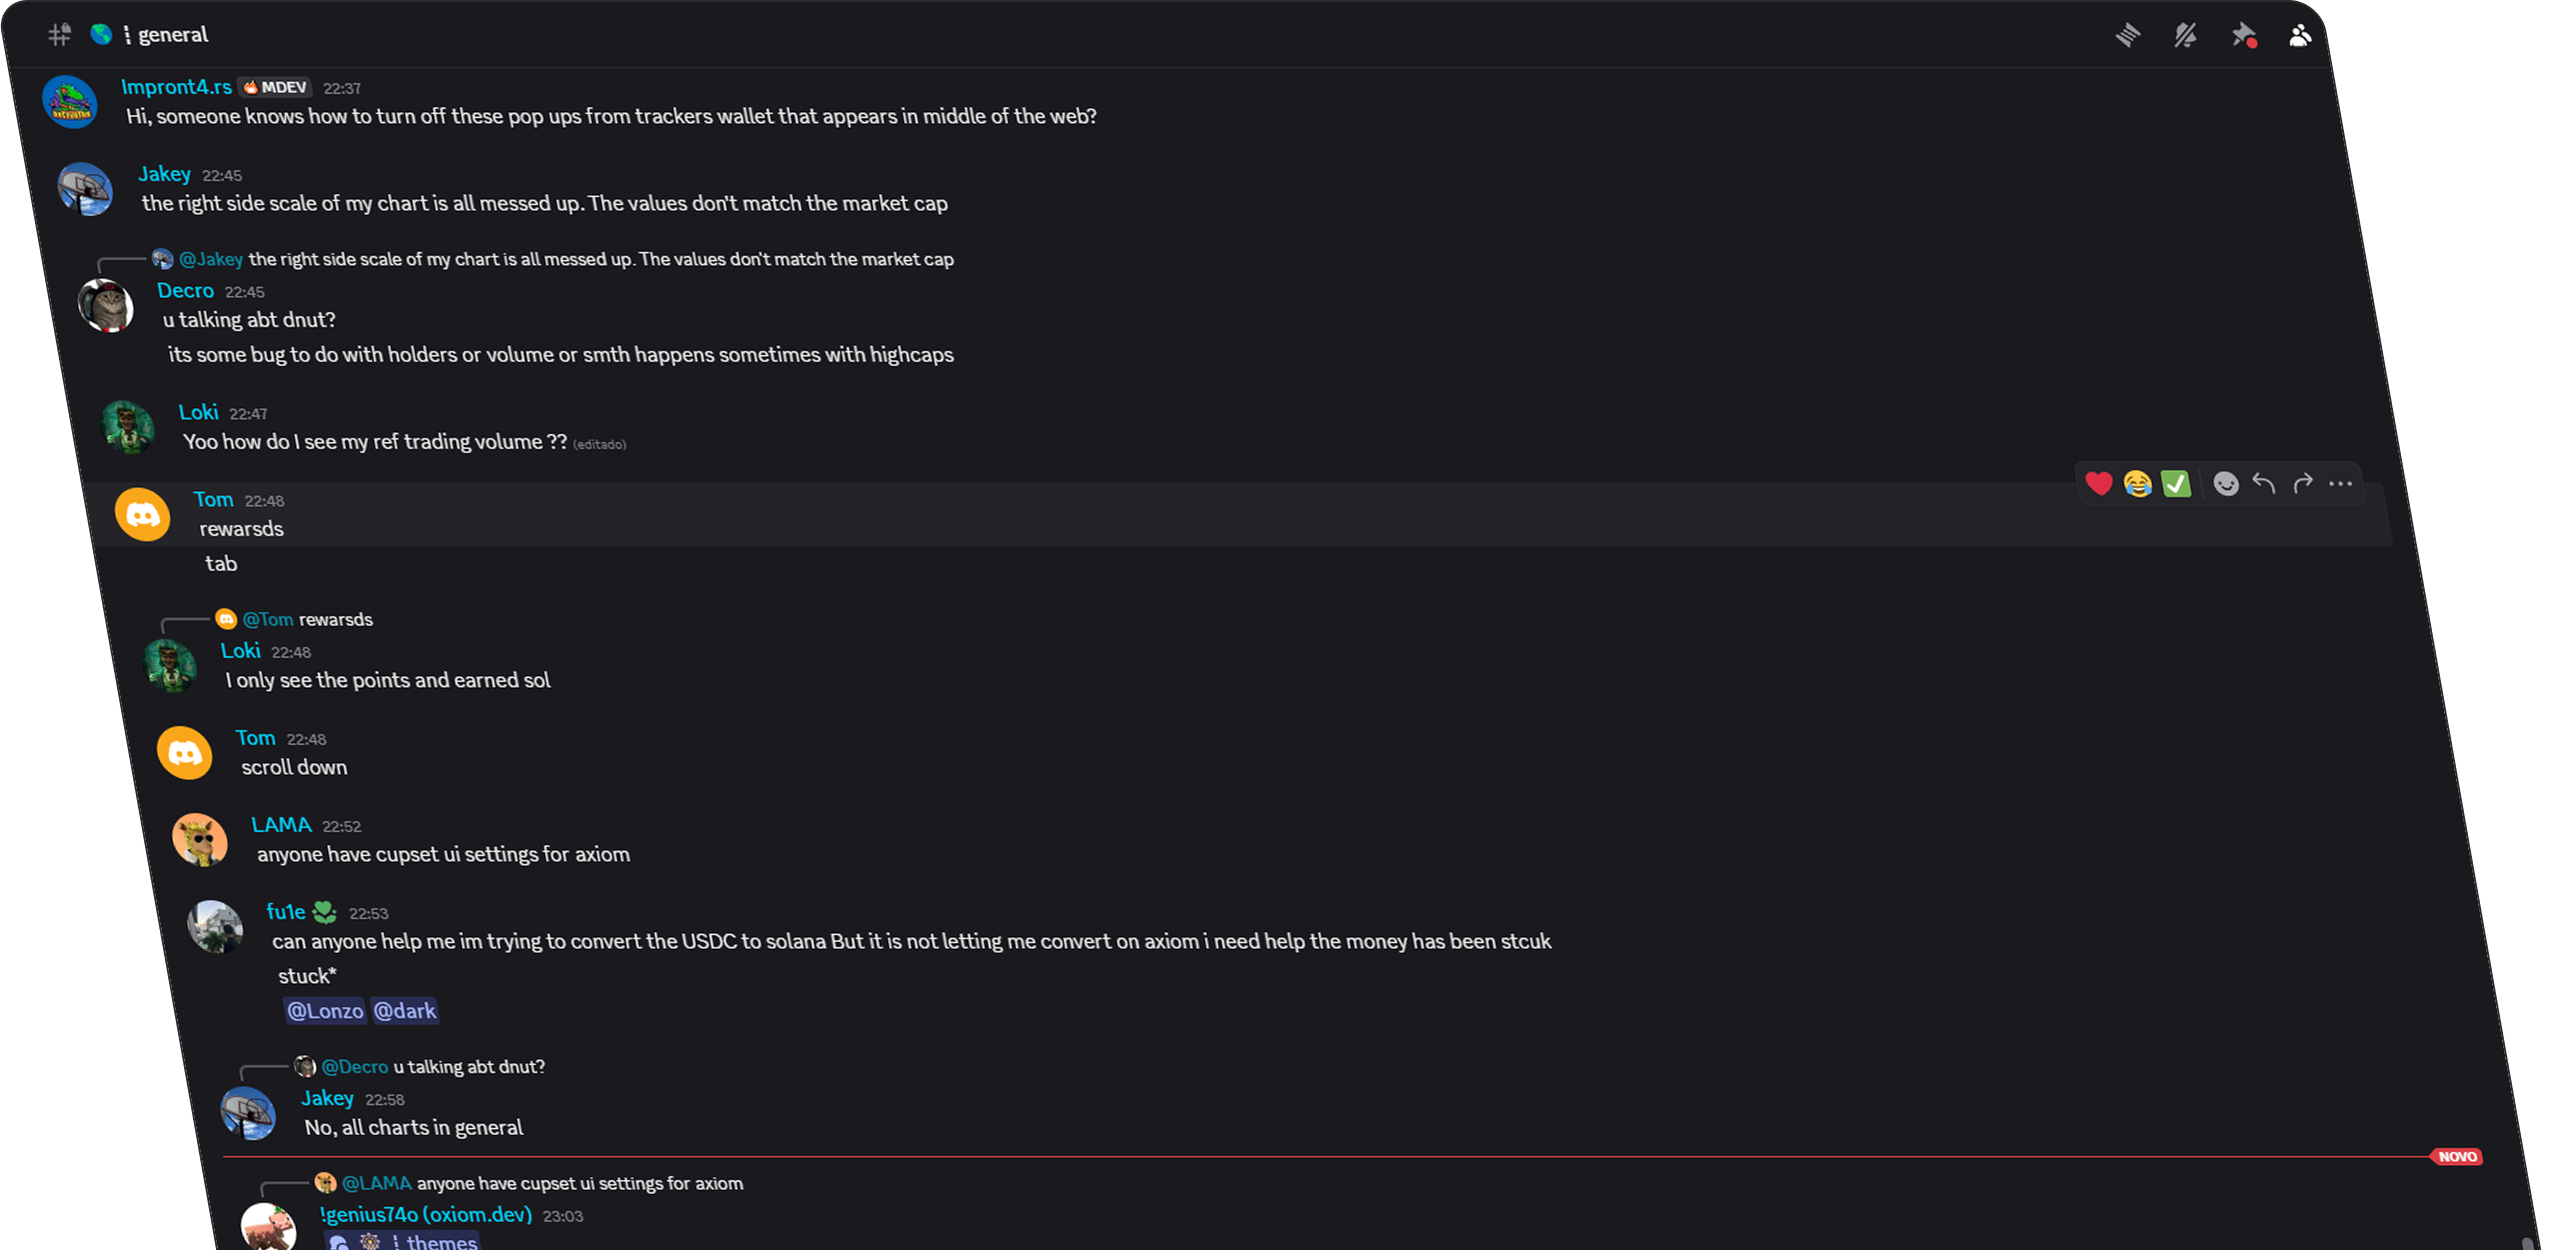 general
Impront4.rs MDEV 22:37
Hi, someone knows how to turn off these pop ups from trackers wallet that appears in middle of the web?
Jakey 22:45
the right side scale of my chart is all messed up. The values don't match the market cap
@Jakey the right side scale of my chart is all messed up. The values don't match the market cap
Decro 22:45
u talking abt dnut?
its some bug to do with holders or volume or smth happens sometimes with highcaps
Loki 22:47
Yoo how do I see my ref trading volume ?? (editado)
Tom 22:48
rewarsds
tab
@Tom rewarsds
Loki 22:48
I only see the points and earned sol
Tom 22:48
scroll down
LAMA 22:52
anyone have cupset ui settings for axiom
fu1e 22:53
can anyone help me im trying to convert the USDC to solana But it is not letting me convert on axiom i need help the money has been stcuk
stuck*
@Lonzo @dark
@Decro u talking abt dnut?
Jakey 22:58
No, all charts in general
NOVO
@LAMA anyone have cupset ui settings for axiom
!genius74o (oxiom.dev) 23:03
themes